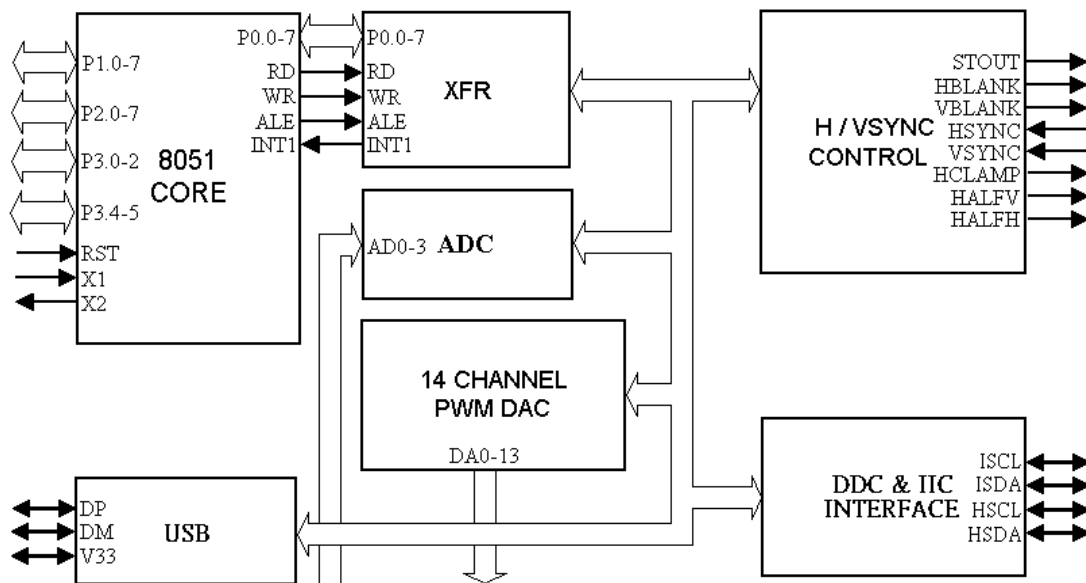 P1.0-7
P2.0-7
P3.0-2
P3.4-5
RST
X1
X2
8051
CORE
P0.0-7
RD
WR
ALE
INT1
P0.0-7
RD
WR
ALE
INT1
XFR
AD0-3
ADC
14 CHANNEL
PWM DAC
DA0-13
H / VSYNC
CONTROL
STOUT
HBLANK
VBLANK
HSYNC
VSYNC
HCLAMP
HALFV
HALFH
DP
DM
V33
USB
DDC & IIC
INTERFACE
ISCL
ISDA
HSCL
HSDA